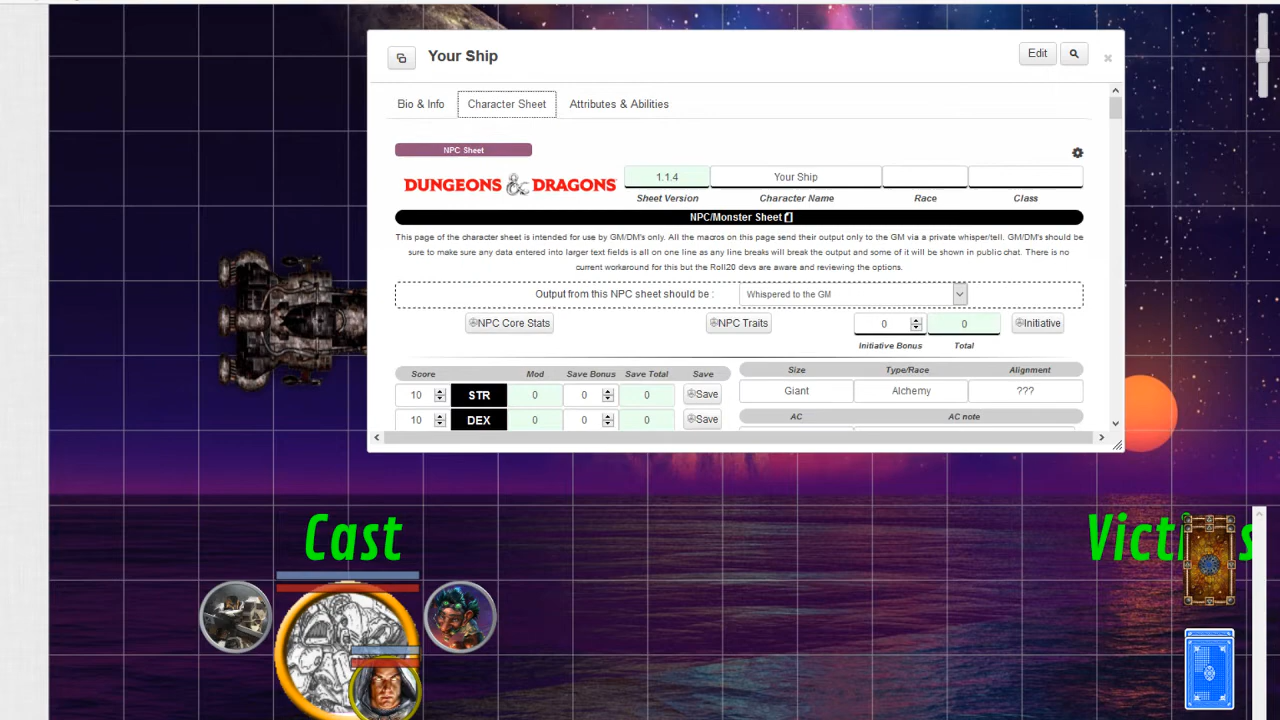 Your Ship
Edit
Bio & Info Character Sheet Attributes & Abilities
NPC Sheet
DUNGEONS & DRAGONS
1.1.4 Your Ship
Sheet Version Character Name Race Class
NPC/Monster Sheet
This page of the character sheet is intended for use by GM/DM's only. All the macros on this page send their output only to the GM via a private whisper/tell. GM/DM's should be
sure to make sure any data entered into larger text fields is all on one line as any line breaks will break the output and some of it will be shown in public chat. There is no
current workaround for this but the Roll20 devs are aware and reviewing the options.
Output from this NPC sheet should be : Whispered to the GM
NPC Core Stats NPC Traits 0 0 Initiative
Initiative Bonus Total
Score Mod Save Bonus Save Total Save Size Type/Race Alignment
10 STR 0 0 0 Save Giant Alchemy ???
10 DEX 0 0 0 Save AC AC note
Cast